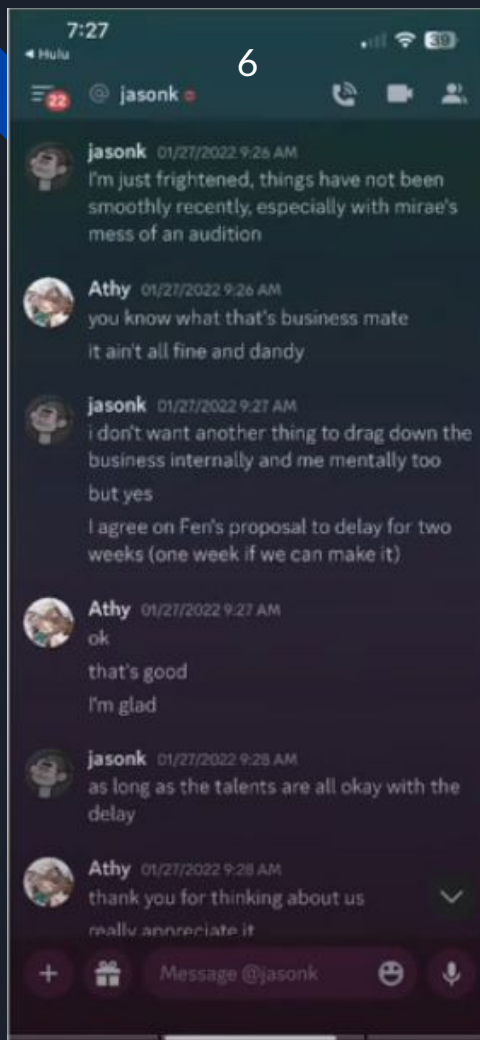 7:27
39
◀ Hulu
6
22
@ jasonk
jasonk 01/27/2022 9:26 AM
I'm just frightened, things have not been
smoothly recently, especially with mirae's
mess of an audition
Athy 01/27/2022 9:26 AM
you know what that's business mate
it ain't all fine and dandy
jasonk 01/27/2022 9:27 AM
i don't want another thing to drag down the
business internally and me mentally too
but yes
I agree on Fen's proposal to delay for two
weeks (one week if we can make it)
Athy 01/27/2022 9:27 AM
ok
that's good
I'm glad
jasonk 01/27/2022 9:28 AM
as long as the talents are all okay with the
delay
Athy 01/27/2022 9:28 AM
thank you for thinking about us
really appreciate it
Message @jasonk